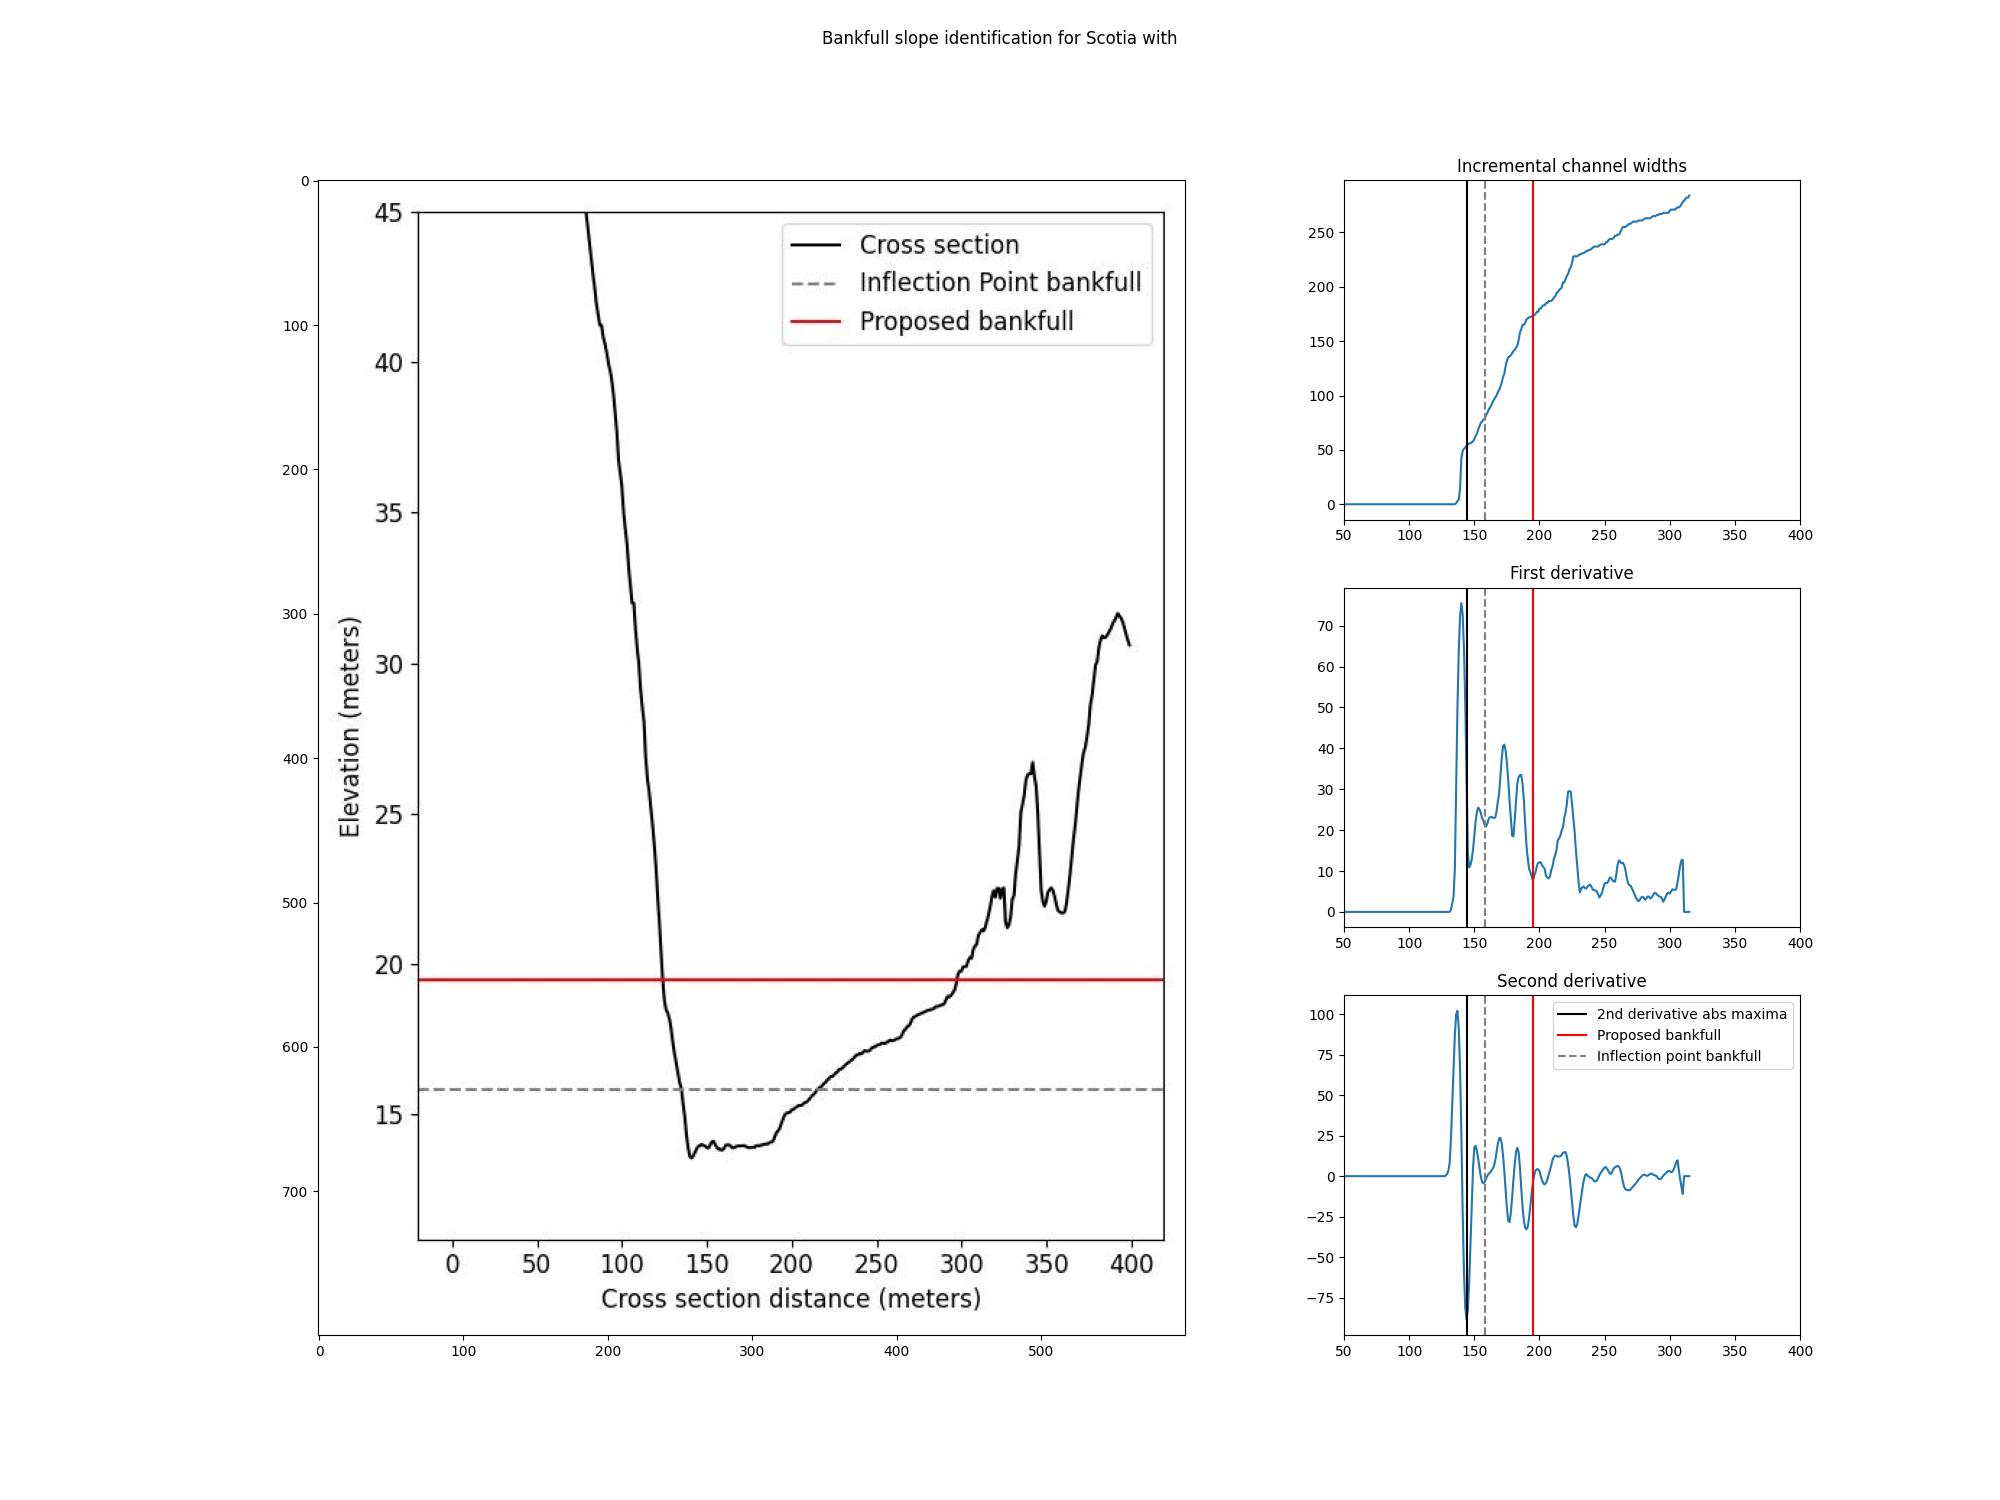 Bankfull slope identification for Scotia with
0
100
200
300
400
500
600
700
0 100 200 300 400 500
Elevation (meters)
45
40
35
30
25
20
15
Cross section
Inflection Point bankfull
Proposed bankfull
0 50 100 150 200 250 300 350 400
Cross section distance (meters)
Incremental channel widths
250
200
150
100
50
0
50 100 150 200 250 300 350 400
First derivative
70
60
50
40
30
20
10
0
50 100 150 200 250 300 350 400
Second derivative
100
75
50
25
0
−25
−50
−75
2nd derivative abs maxima
Proposed bankfull
Inflection point bankfull
50 100 150 200 250 300 350 400